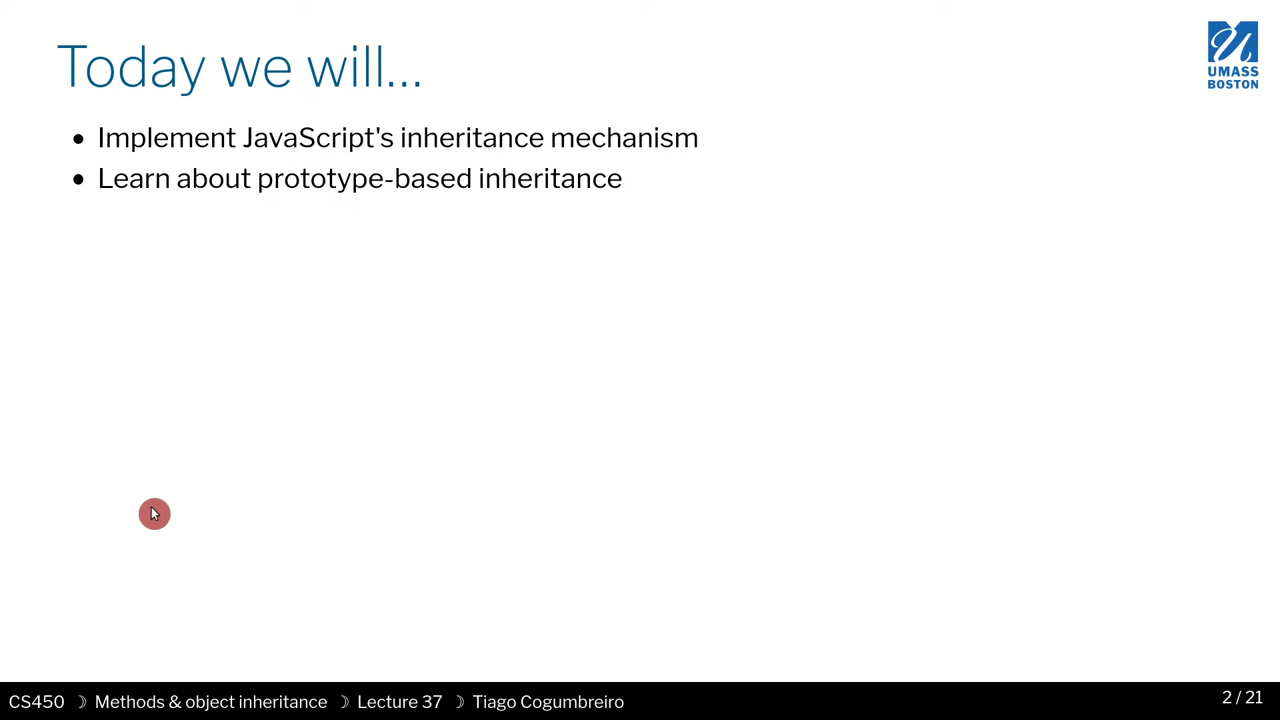 Today we will...
UMASS
BOSTON
• Implement JavaScript's inheritance mechanism
• Learn about prototype-based inheritance
CS450 ☽ Methods & object inheritance ☽ Lecture 37 ☽ Tiago Cogumbreiro
2 / 21